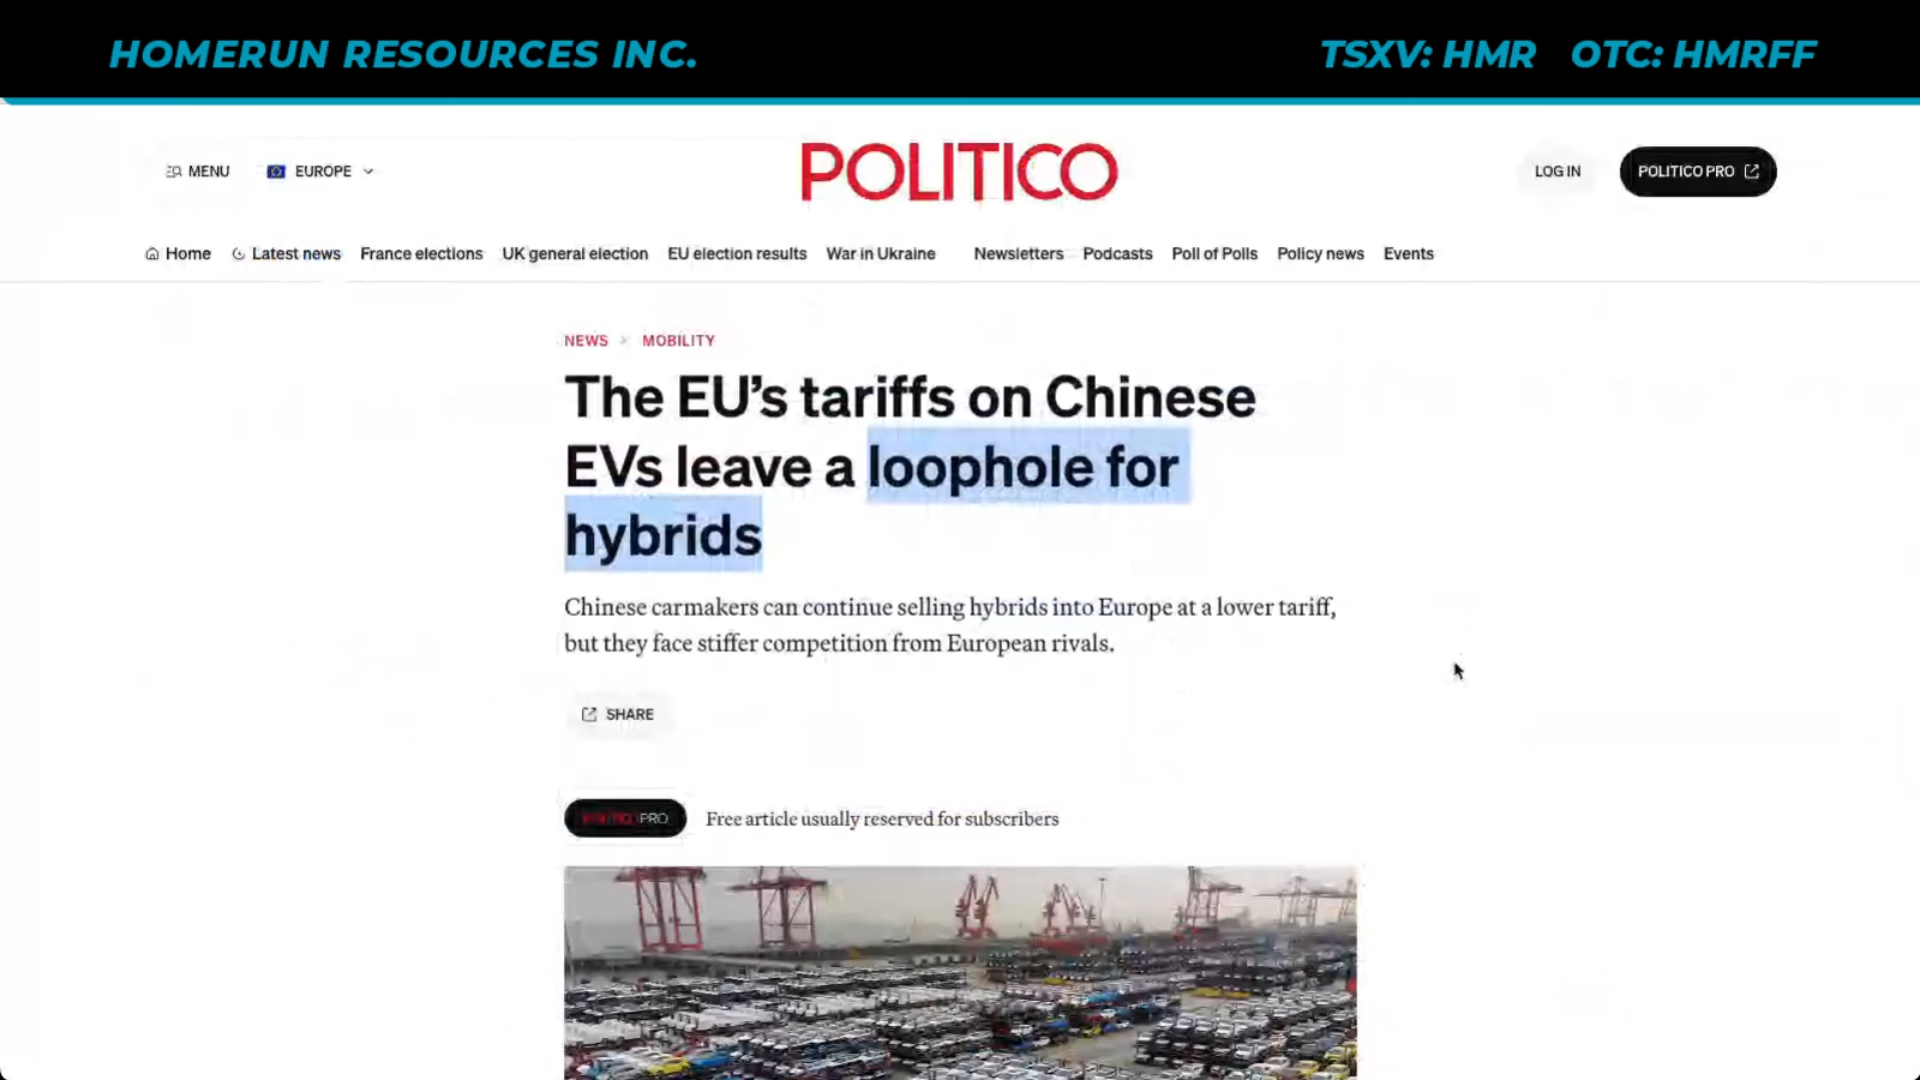 HOMERUN RESOURCES INC.
TSXV: HMR OTC: HMRFF
MENU
EUROPE
POLITICO
LOG IN
POLITICO PRO
Home Latest news France elections UK general election EU election results War in Ukraine Newsletters Podcasts Poll of Polls Policy news Events
NEWS
MOBILITY
The EU’s tariffs on Chinese
EVs leave a loophole for
hybrids
Chinese carmakers can continue selling hybrids into Europe at a lower tariff,
but they face stiffer competition from European rivals.
SHARE
POLITICO PRO
Free article usually reserved for subscribers